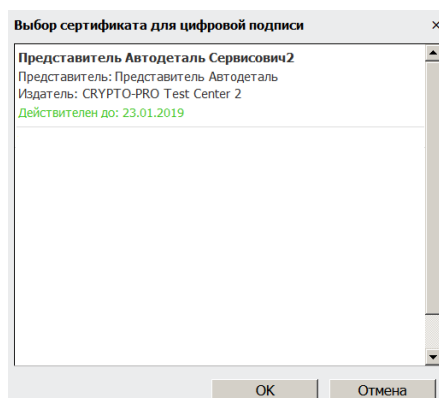 Выбор сертификата для цифровой подписи
Представитель Автодеталь Сервисович2
Представитель: Представитель Автодеталь
Издатель: CRYPTO-PRO Test Center 2
Действителен до: 23.01.2019
OK Отмена